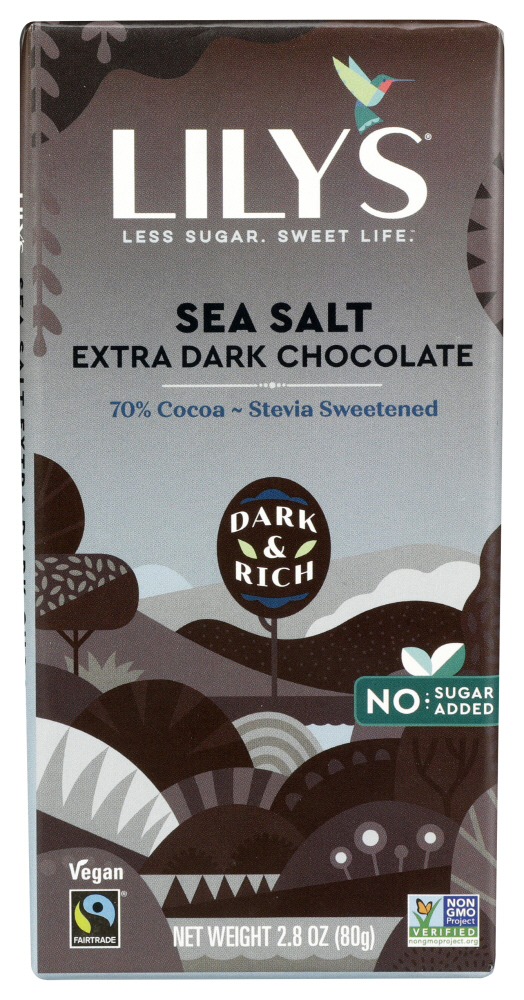 LILY'S®
LESS SUGAR. SWEET LIFE.™
SEA SALT
EXTRA DARK CHOCOLATE
70% Cocoa ~ Stevia Sweetened
DARK
&
RICH
NO: SUGAR
ADDED
Vegan
®
FAIRTRADE
NET WEIGHT 2.8 OZ (80g)
NON
GMO
Project
VERIFIED
nongmoproject.org